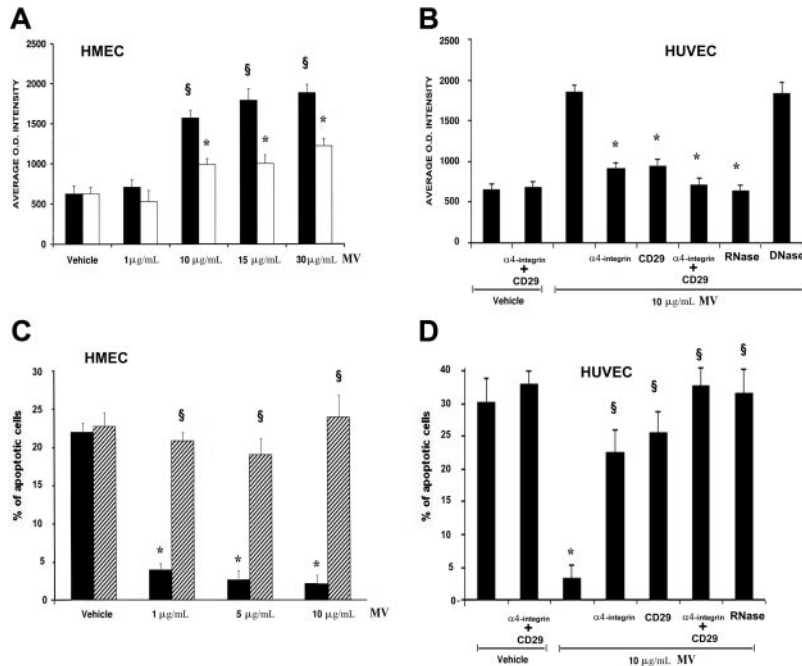 A
HMEC
AVERAGE O.D. INTENSITY
2500
2000
1500
1000
500
0
§
§
§
*
*
*
Vehicle
1μg/mL
10 μg/mL
15 μg/mL
30μg/mL
MV
B
HUVEC
AVERAGE O.D. INTENSITY
2500
2000
1500
1000
500
0
*
*
*
*
α4-integrin
+
CD29
α4-integrin
CD29
α4-integrin
+
CD29
RNase
DNase
Vehicle
10 μg/mL MV
C
HMEC
% of apoptotic cells
30
25
20
15
10
5
0
§
§
§
*
*
*
Vehicle
1 μg/mL
5 μg/mL
10 μg/mL
MV
D
HUVEC
% of apoptotic cells
40
30
30
20
15
10
5
0
§
§
§
§
*
α4-integrin
+
CD29
α4-integrin
CD29
α4-integrin
+
CD29
RNase
Vehicle
10 μg/mL MV